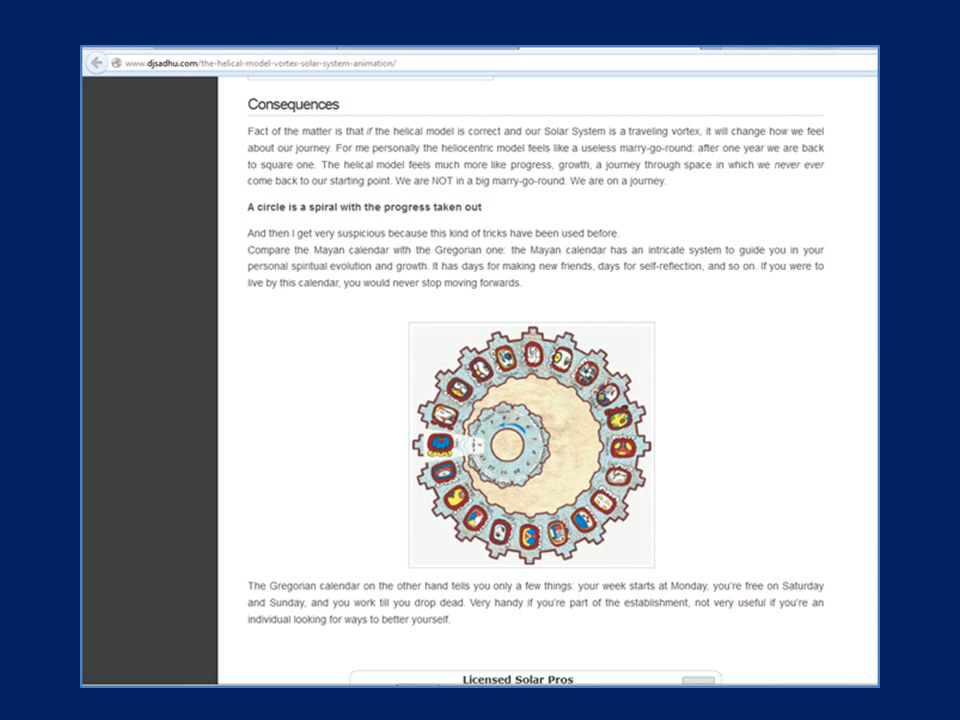 www.djsadhu.com/the-helical-model-vortex-solar-system-animation/
Consequences
Fact of the matter is that if the helical model is correct and our Solar System is a traveling vortex, it will change how we feel
about our journey. For me personally the heliocentric model feels like a useless marry-go-round: after one year we are back
to square one. The helical model feels much more like progress, growth, a journey through space in which we never ever
come back to our starting point. We are NOT in a big marry-go-round. We are on a journey.
A circle is a spiral with the progress taken out
And then I get very suspicious because this kind of tricks have been used before.
Compare the Mayan calendar with the Gregorian one: the Mayan calendar has an intricate system to guide you in your
personal spiritual evolution and growth. It has days for making new friends, days for self-reflection, and so on. If you were to
live by this calendar, you would never stop moving forwards.
The Gregorian calendar on the other hand tells you only a few things: your week starts at Monday, you're free on Saturday
and Sunday, and you work till you drop dead. Very handy if you're part of the establishment, not very useful if you're an
individual looking for ways to better yourself.
Licensed Solar Pros